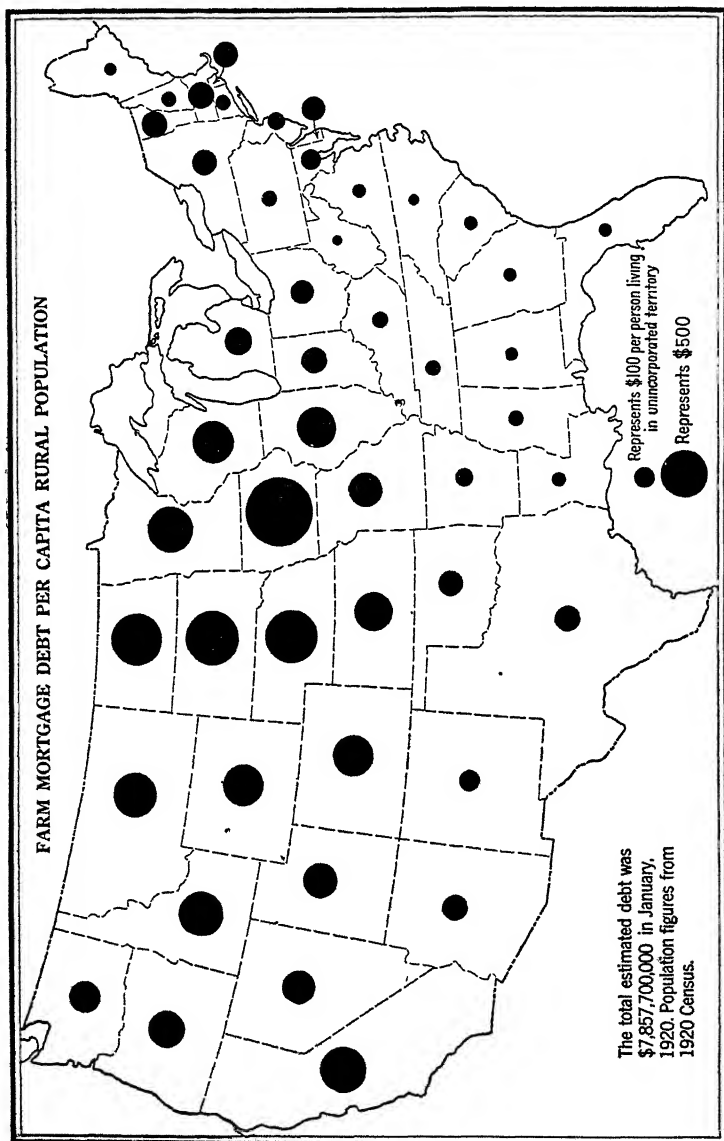 FARM MORTGAGE DEBT PER CAPITA RURAL POPULATION
The total estimated debt was
$7,857,700,000 in January,
1920. Population figures from
1920 Census.
Represents $100 per person living
in unincorporated territory
Represents $500